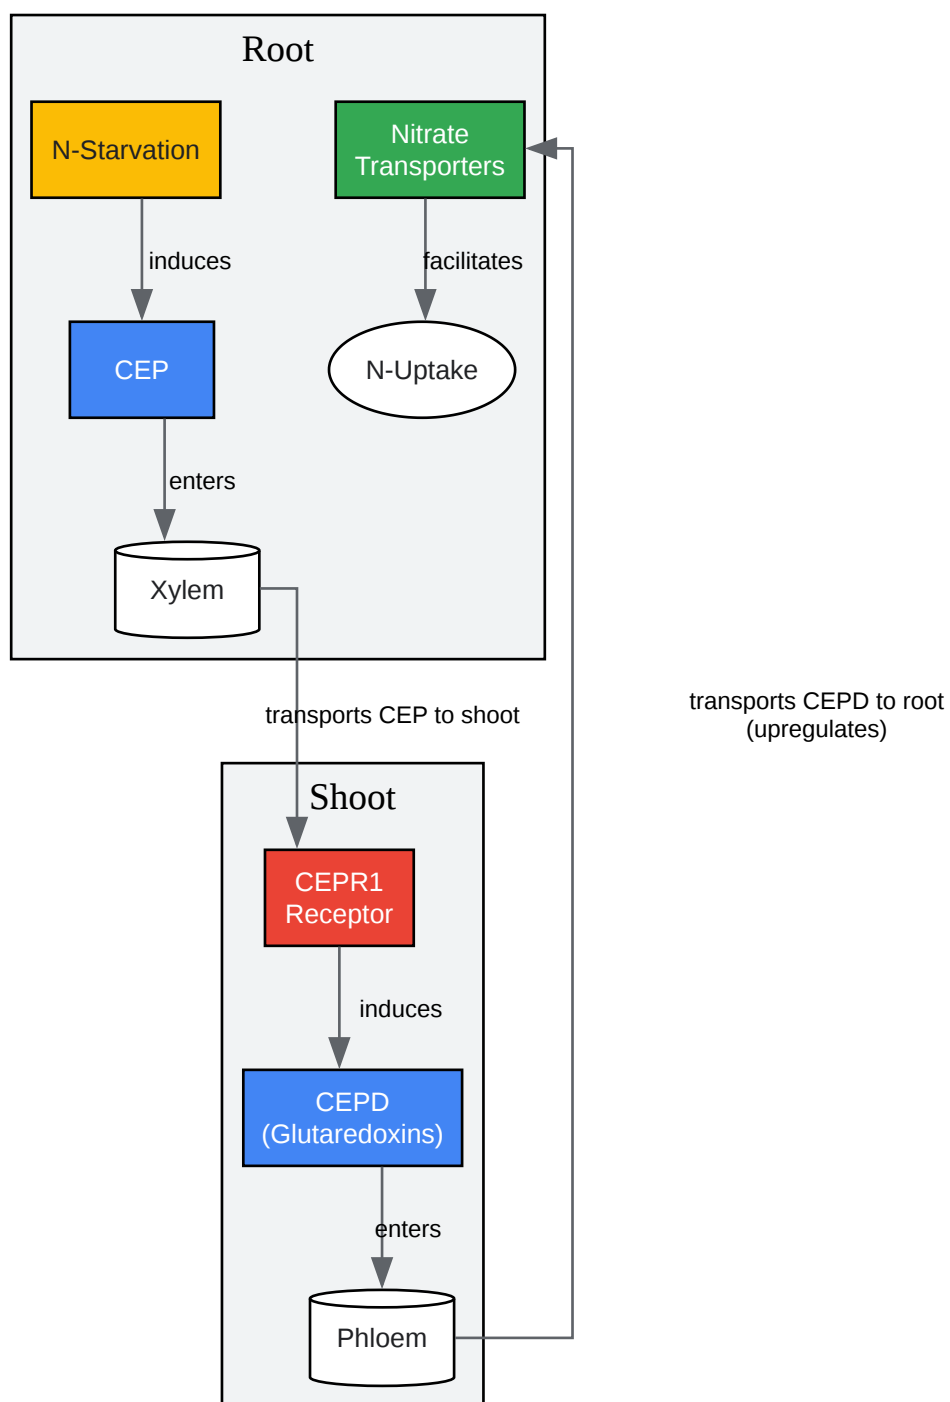 Root
N-Starvation
Nitrate
Transporters
induces
facilitates
CEP
N-Uptake
enters
Xylem
transports CEP to shoot
transports CEPD to root
(upregulates)
Shoot
CEPR1
Receptor
induces
CEPD
(Glutaredoxins)
enters
Phloem